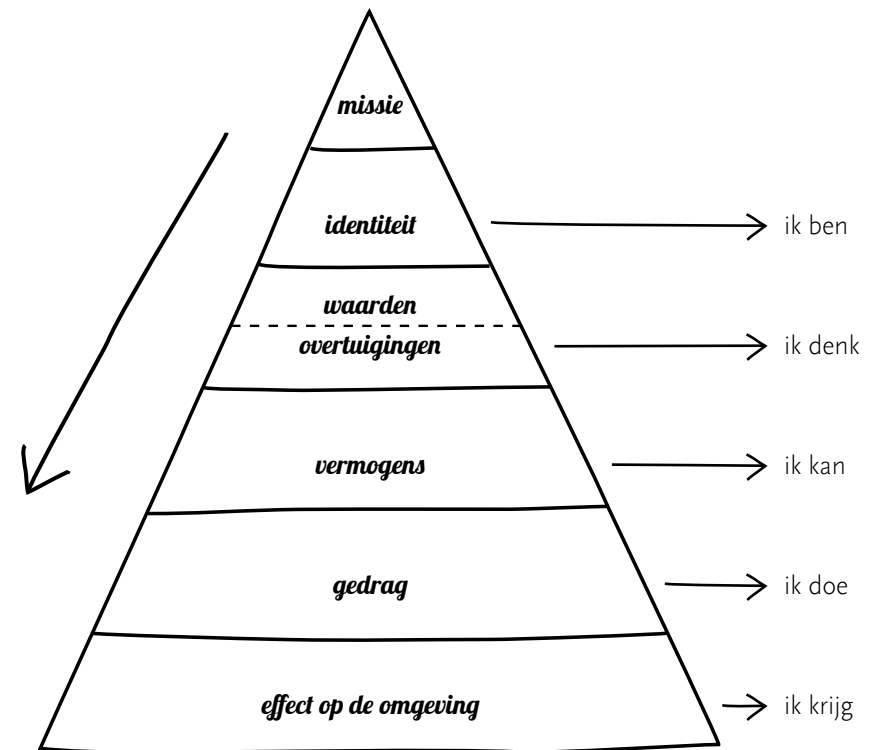 missie
identiteit
ik ben
waarden
overtuigingen
ik denk
vermogens
ik kan
gedrag
ik doe
effect op de omgeving
ik krijg